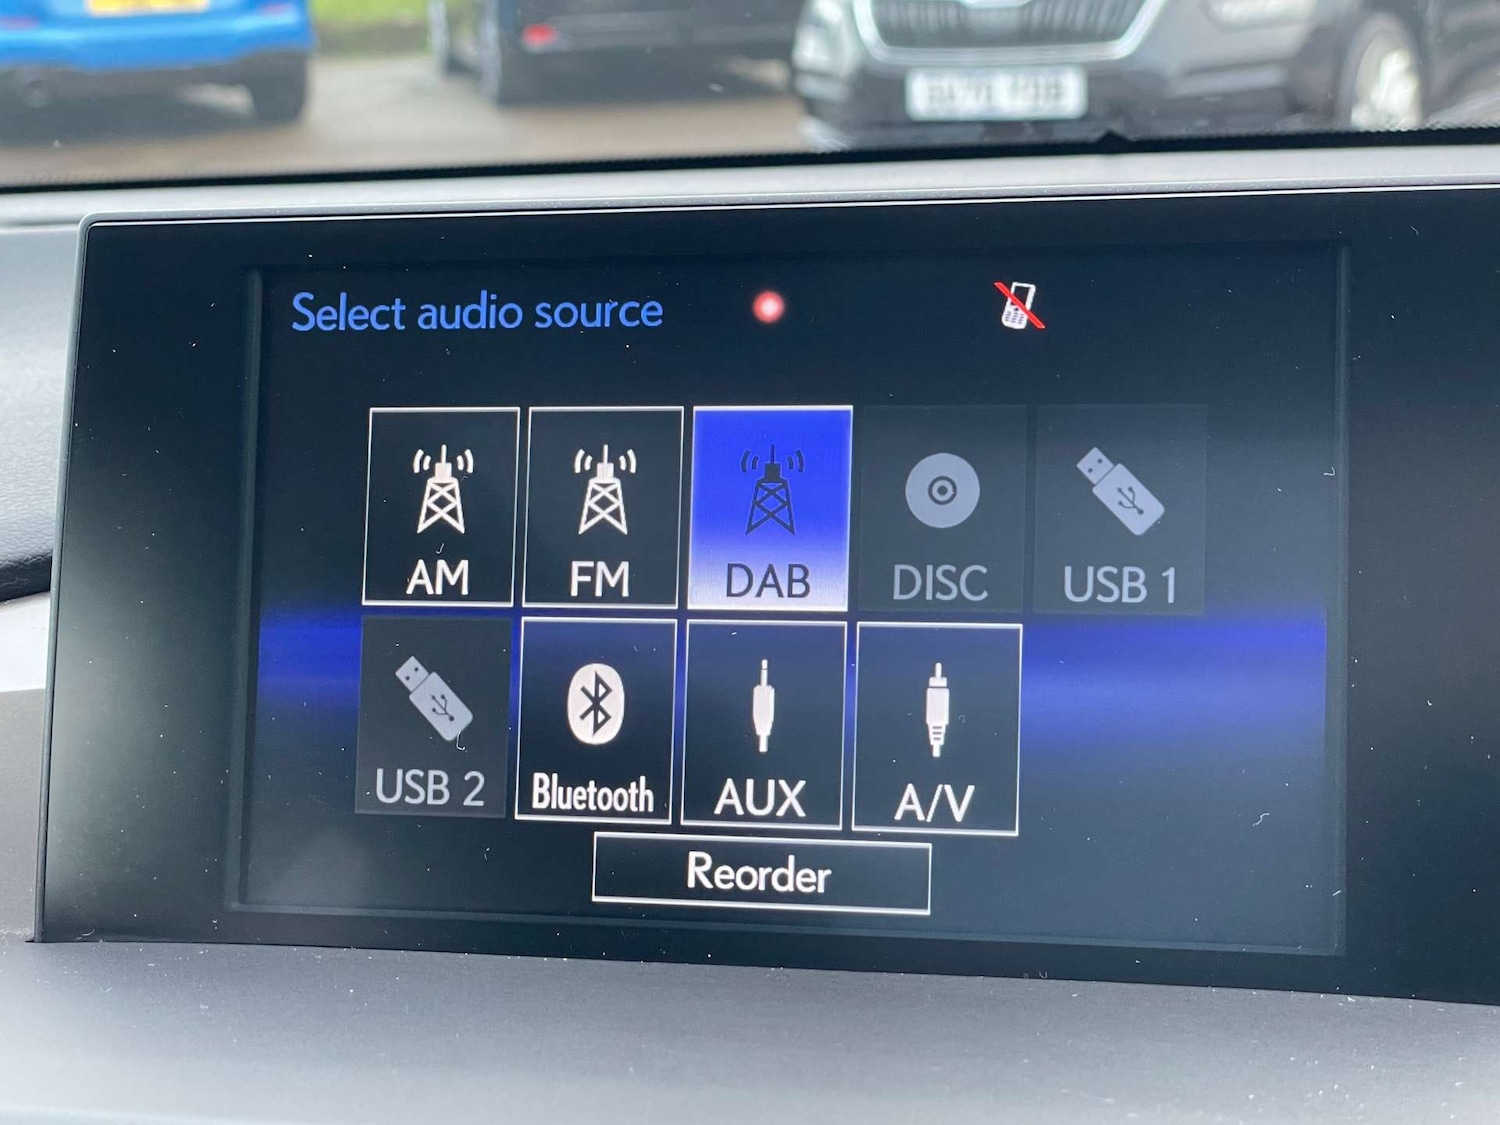 Select audio source
AM
FM
DAB
DISC
USB 1
USB 2
Bluetooth
AUX
A/V
Reorder